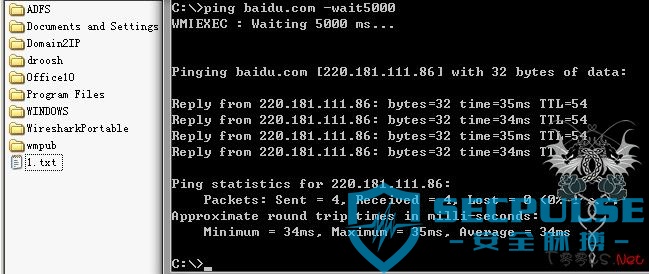 ADFS
Documents and Settings
Domain2IP
droosh
Office10
Program Files
WINDOWS
WiresharkPortable
wmpub
1.txt
C:\>ping baidu.com -wait5000
WMIEXEC : Waiting 5000 ms...
Pinging baidu.com [220.181.111.86] with 32 bytes of data:
Reply from 220.181.111.86: bytes=32 time=35ms TTL=54
Reply from 220.181.111.86: bytes=32 time=34ms TTL=54
Reply from 220.181.111.86: bytes=32 time=35ms TTL=54
Reply from 220.181.111.86: bytes=32 time=34ms TTL=54
Ping statistics for 220.181.111.86:
Packets: Sent = 4, Received = 4, Lost = 0 (0%
Approximate round trip times in milli-seconds:
Minimum = 34ms, Maximum = 35ms, Average = 34ms
C:\>_
SECPULSE
安全脉搏
.Net